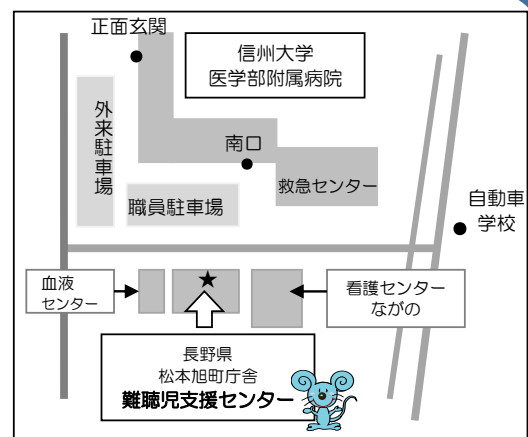 正面玄関
信州大学
医学部附属病院
外来駐車場
南口
救急センター
職員駐車場
自動車
学校
血液
センター
★
看護センター
ながの
長野県
松本旭町庁舎
難聴児支援センター